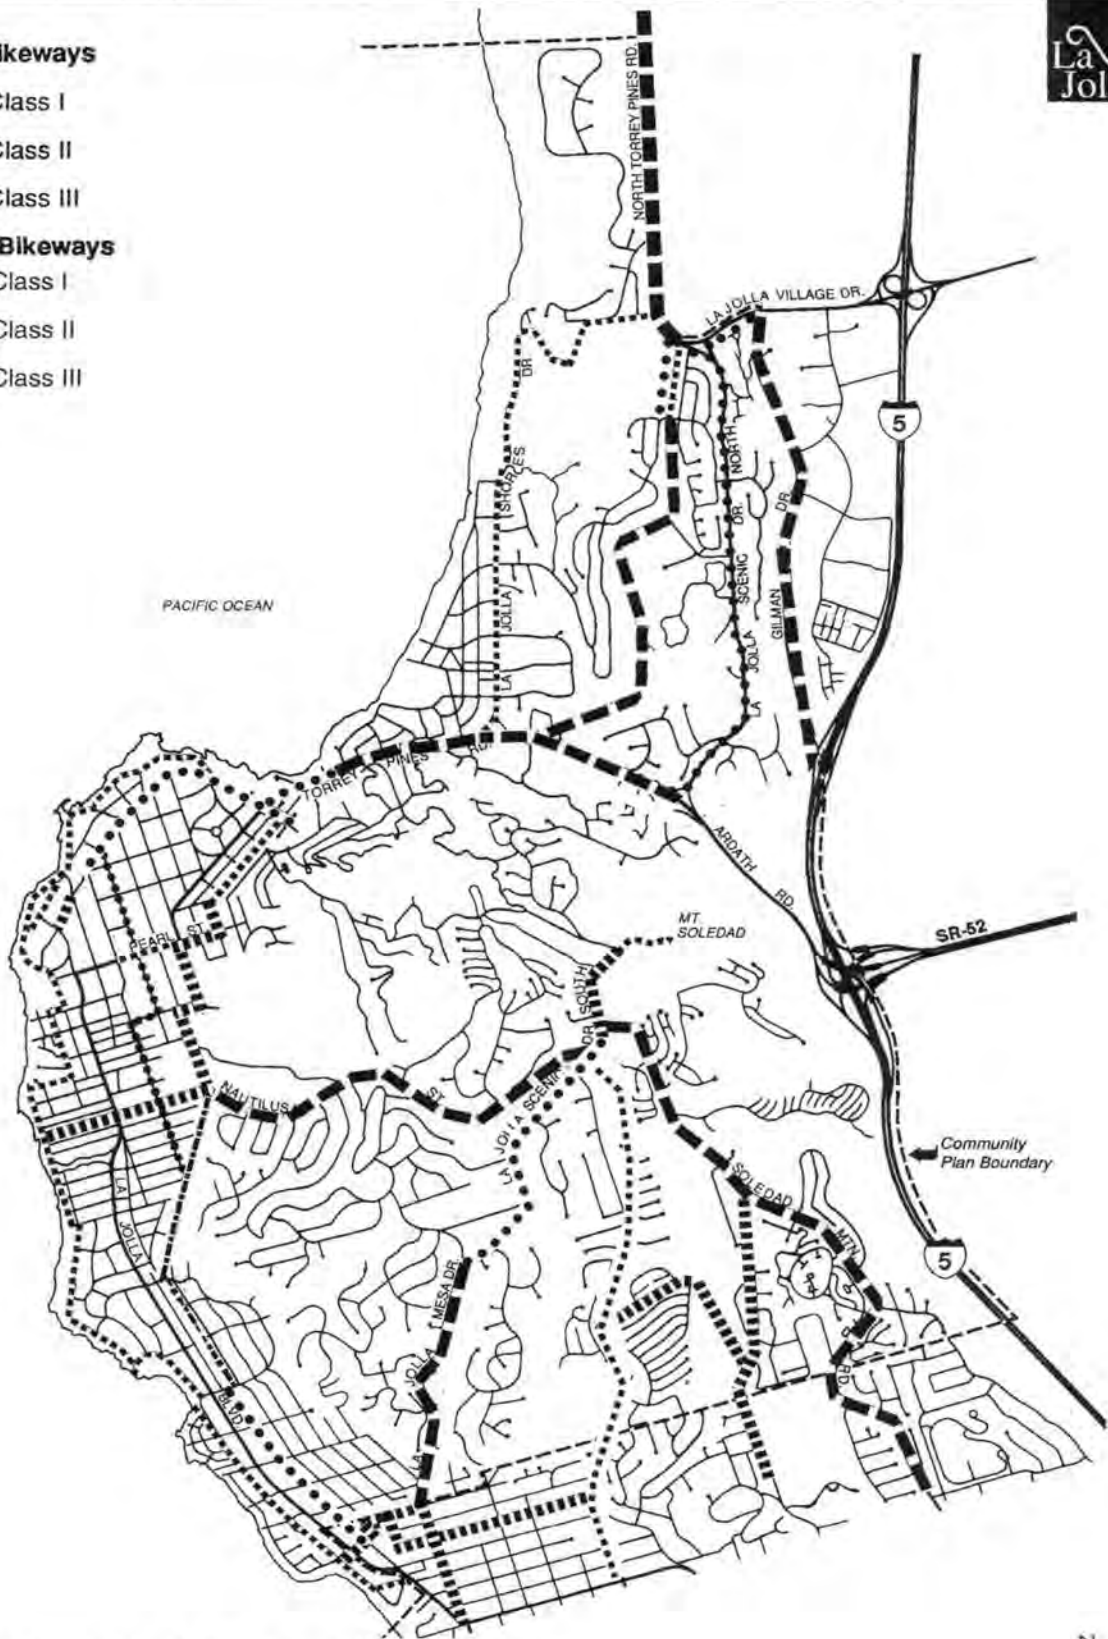 ikeways
Class I
Class II
Class III
Bikeways
Class I
Class II
Class III
La
Jol
NORTH TORREY PINES RD.
LA JOLLA VILLAGE DR.
5
LA JOLLA SHORES DR
LA JOLLA SCENIC DR. NORTH
GILMAN DR.
PACIFIC OCEAN
TORREY PINES RD.
ARDATH RD.
MT.
SOLEDAD
SR-52
PEARL ST.
NAUTILUS ST.
LA JOLLA SCENIC DR. SOUTH
Community
Plan Boundary
SOLEDAD MTN. RD.
LA JOLLA BLVD
LA JOLLA MESA DR.
5